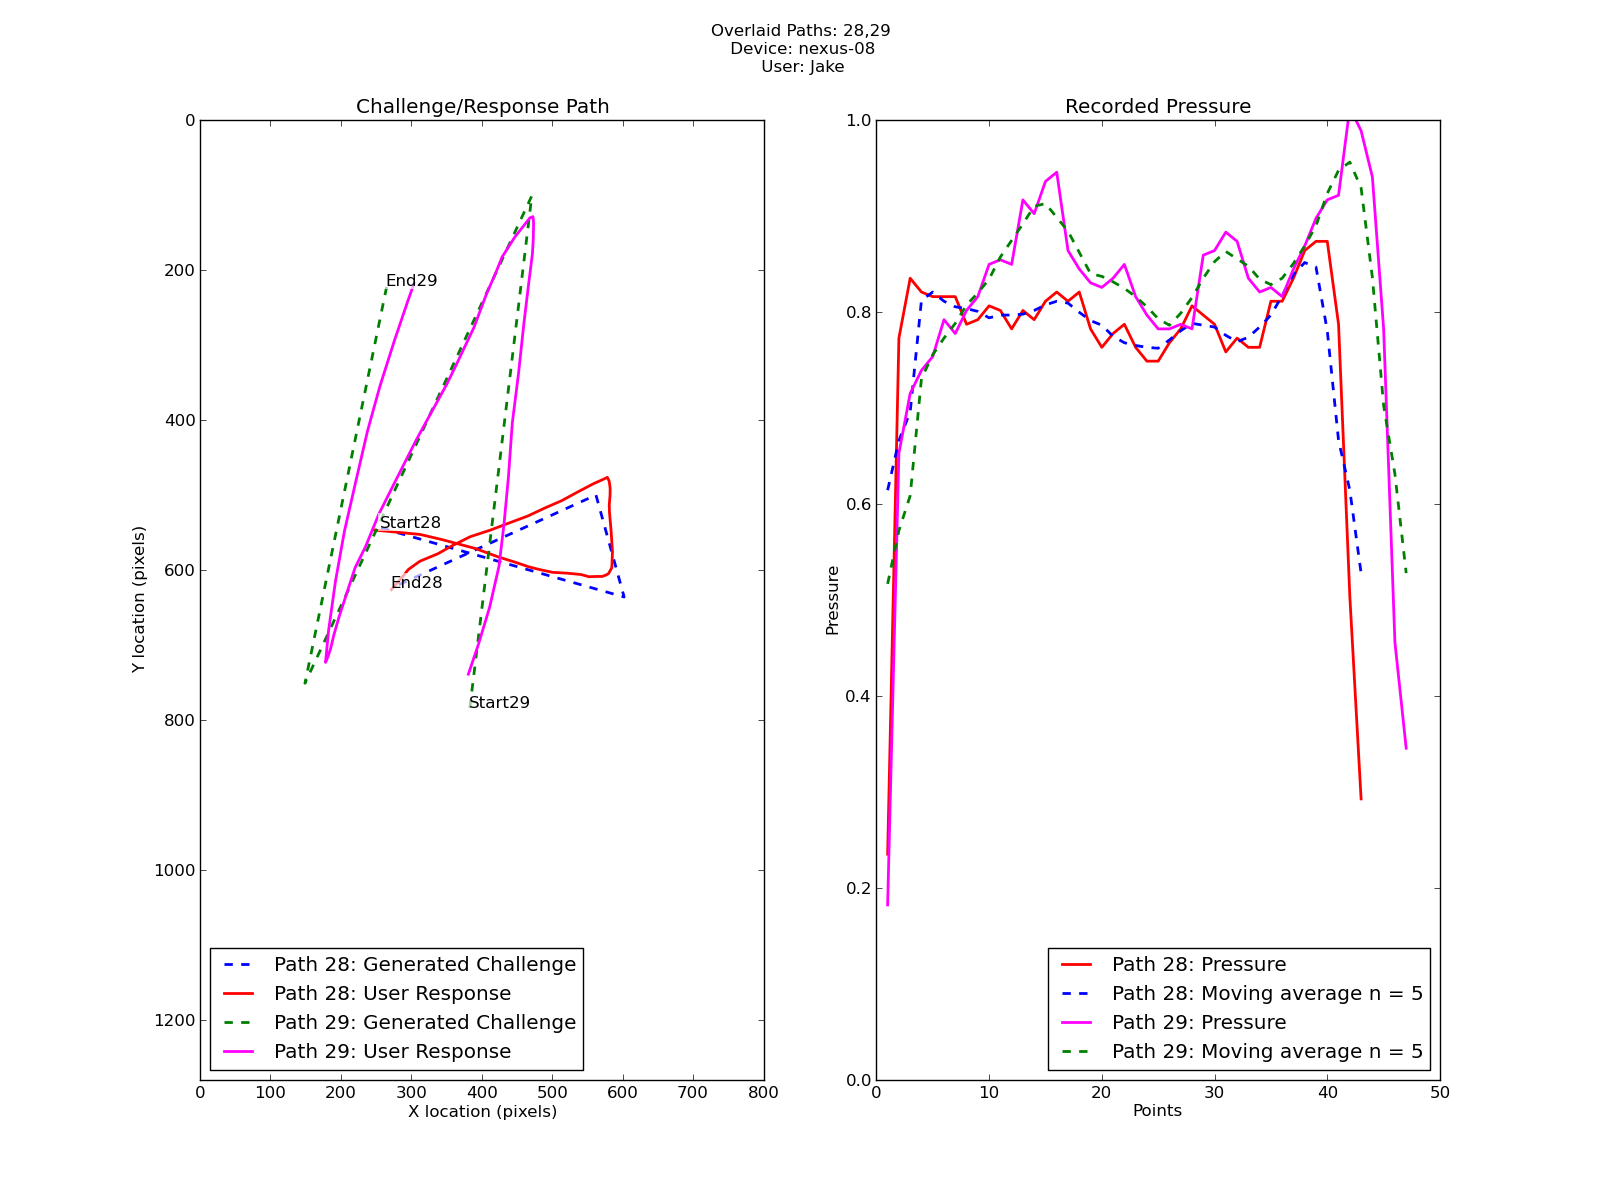 Overlaid Paths: 28,29
Device: nexus-08
User: Jake
Challenge/Response Path
0
200
400
600
800
1000
1200
Y location (pixels)
End29
Start28
End28
Start29
Path 28: Generated Challenge
Path 28: User Response
Path 29: Generated Challenge
Path 29: User Response
0 100 200 300 400 500 600 700 800
X location (pixels)
Recorded Pressure
1.0
0.8
0.6
0.4
0.2
0.0
Pressure
Path 28: Pressure
Path 28: Moving average n = 5
Path 29: Pressure
Path 29: Moving average n = 5
0 10 20 30 40 50
Points